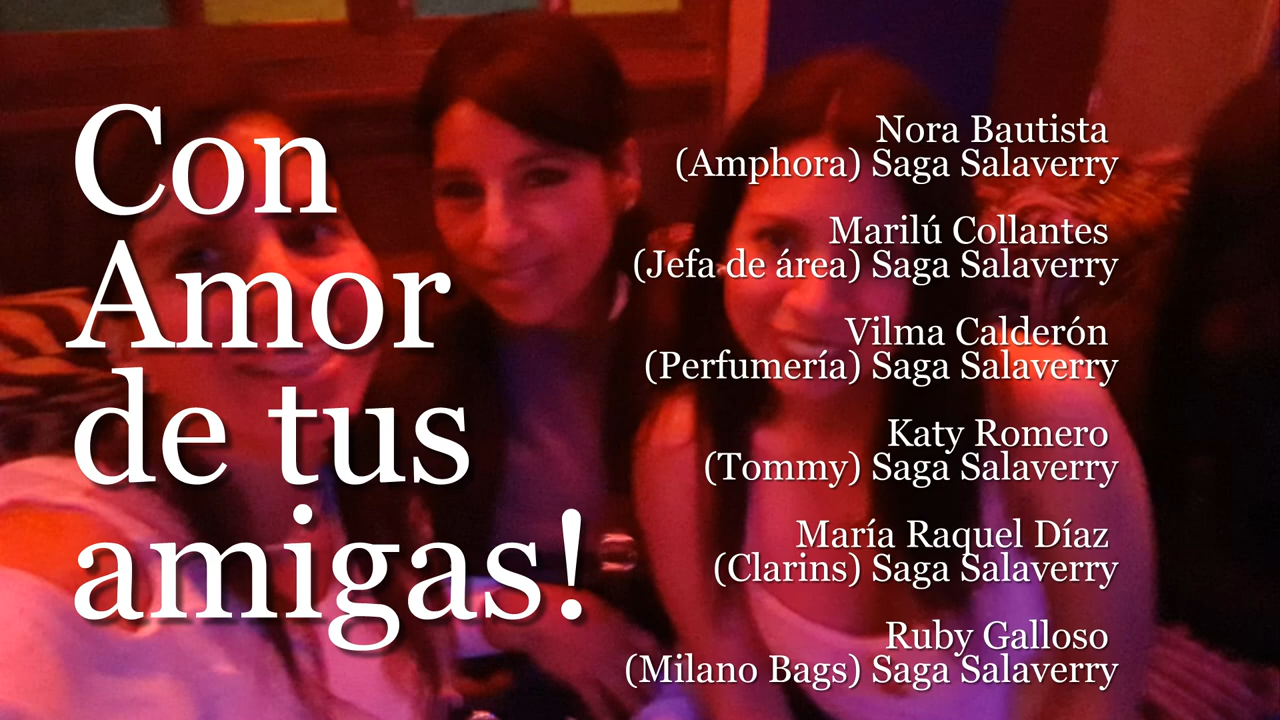 Con
Amor
de tus
amigas!
Nora Bautista
(Amphora) Saga Salaverry
Marilú Collantes
(Jefa de área) Saga Salaverry
Vilma Calderón
(Perfumería) Saga Salaverry
Katy Romero
(Tommy) Saga Salaverry
María Raquel Díaz
(Clarins) Saga Salaverry
Ruby Galloso
(Milano Bags) Saga Salaverry